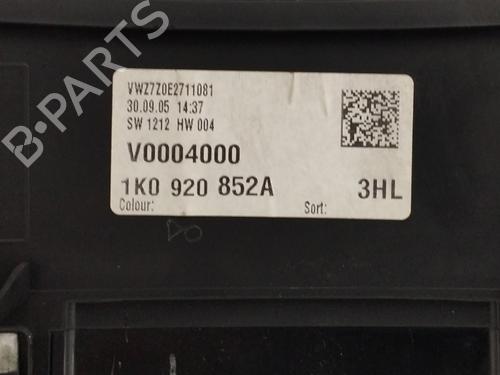 VWZ7Z0E2711081
30.09.05 14:37
SW 1212 HW 004
V0004000
1K0 920 852A 3HL
Colour: Sort:
B-PARTS